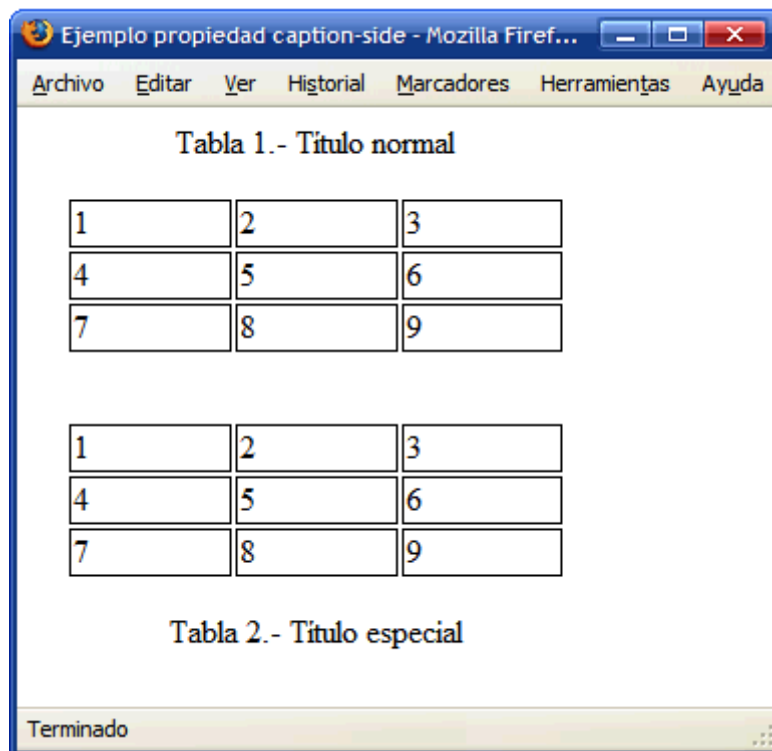 Ejemplo propiedad caption-side - Mozilla Firef...
Archivo Editar Ver Historial Marcadores Herramientas Ayuda
Tabla 1.- Título normal
1 2 3
4 5 6
7 8 9
1 2 3
4 5 6
7 8 9
Tabla 2.- Título especial
Terminado